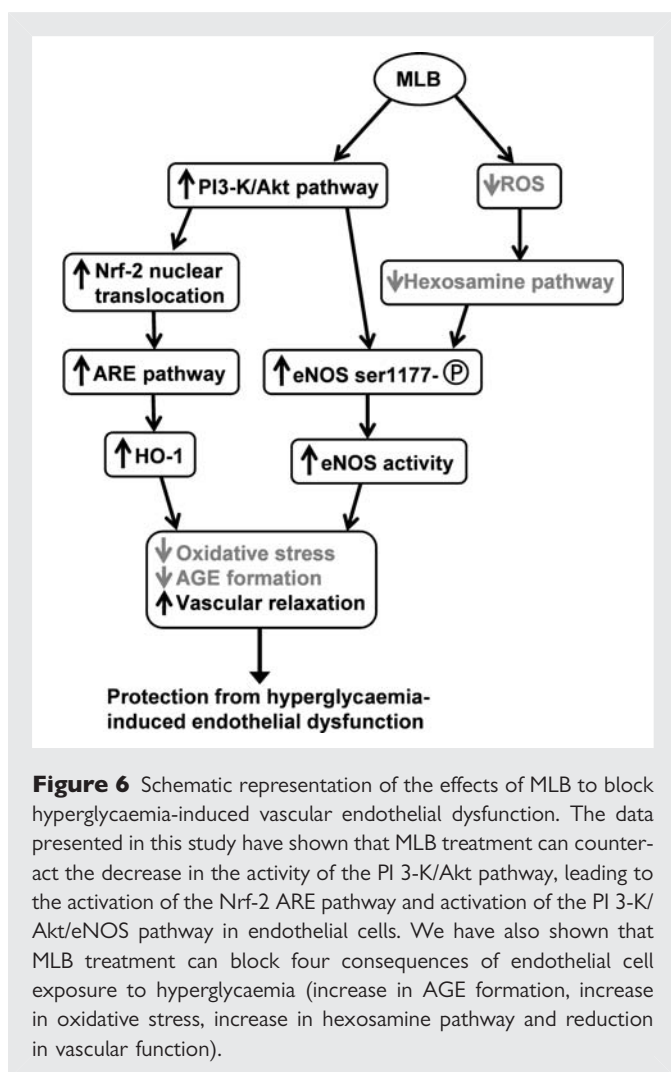 MLB
↑PI3-K/Akt pathway
↓ROS
↑Nrf-2 nuclear
translocation
↓Hexosamine pathway
↑ARE pathway
↑eNOS ser1177-Ⓟ
↑HO-1
↑eNOS activity
↓Oxidative stress
↓AGE formation
↑Vascular relaxation
Protection from hyperglycaemia-
induced endothelial dysfunction
Figure 6 Schematic representation of the effects of MLB to block
hyperglycaemia-induced vascular endothelial dysfunction. The data
presented in this study have shown that MLB treatment can counter-
act the decrease in the activity of the PI 3-K/Akt pathway, leading to
the activation of the Nrf-2 ARE pathway and activation of the PI 3-K/
Akt/eNOS pathway in endothelial cells. We have also shown that
MLB treatment can block four consequences of endothelial cell
exposure to hyperglycaemia (increase in AGE formation, increase
in oxidative stress, increase in hexosamine pathway and reduction
in vascular function).